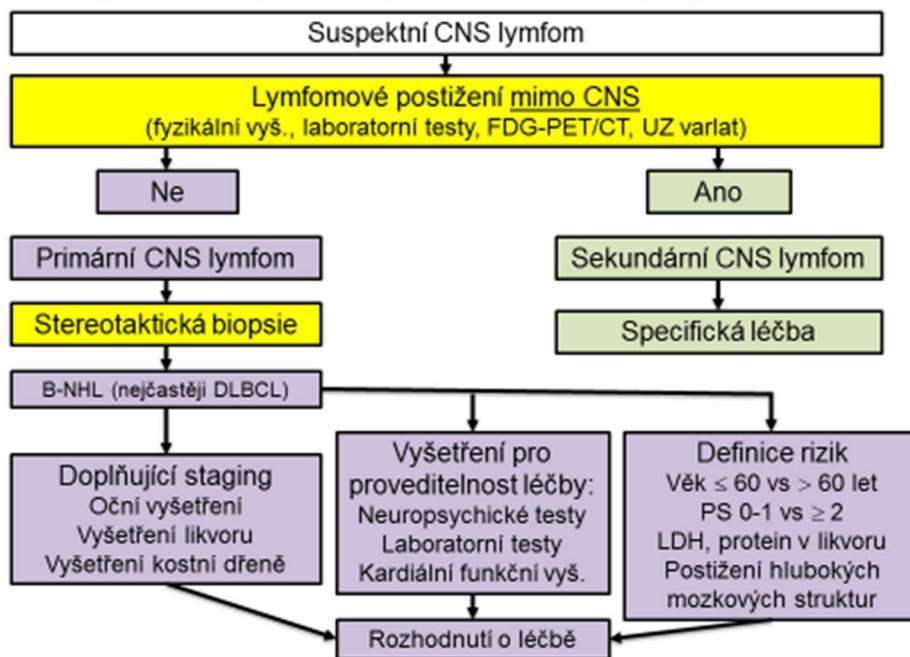 Suspektní CNS lymfom
Lymfomové postižení mimo CNS
(fyzikální vyš., laboratorní testy, FDG-PET/CT, UZ varlat)
Ne
Ano
Primární CNS lymfom
Sekundární CNS lymfom
Stereotaktická biopsie
Specifická léčba
B-NHL (nejčastěji DLBCL)
Doplňující staging
Oční vyšetření
Vyšetření likvoru
Vyšetření kostní dřeně
Vyšetření pro
proveditelnost léčby:
Neuropsychické testy
Laboratorní testy
Kardiální funkční vyš.
Definice rizik
Věk ≤ 60 vs > 60 let
PS 0-1 vs ≥ 2
LDH, protein v likvoru
Postižení hlubokých
mozkových struktur
Rozhodnutí o léčbě